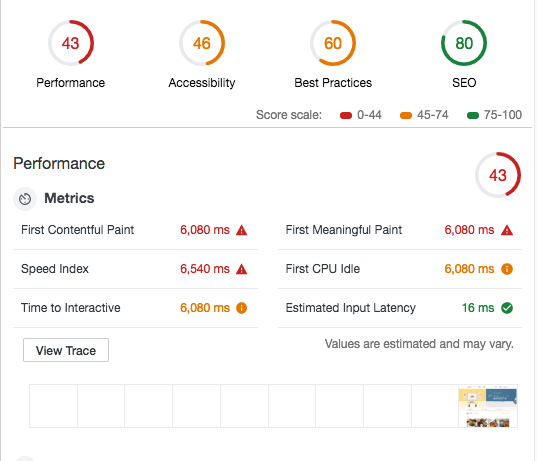 43 46 60 80
Performance Accessibility Best Practices SEO
Score scale: 0-44 45-74 75-100
Performance
43
Metrics
First Contentful Paint 6,080 ms First Meaningful Paint 6,080 ms
Speed Index 6,540 ms First CPU Idle 6,080 ms
Time to Interactive 6,080 ms Estimated Input Latency 16 ms
View Trace Values are estimated and may vary.